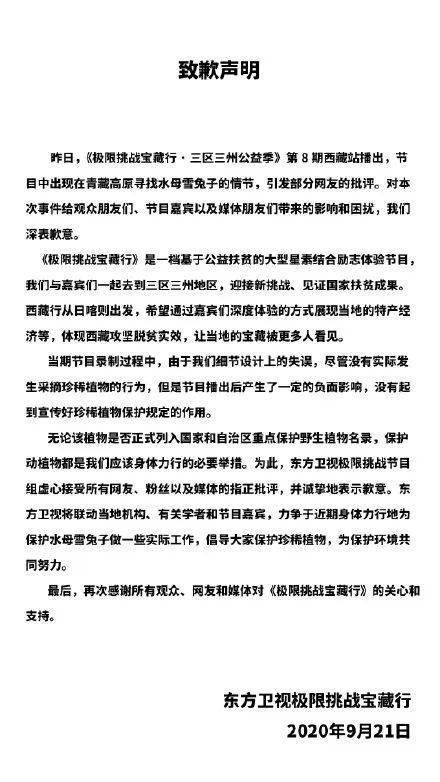 致歉声明
昨日，《极限挑战宝藏行·三区三州公益季》第 8 期西藏站播出，节
目中出现在青藏高原寻找水母雪兔子的情节，引发部分网友的批评。对本
次事件给观众朋友们、节目嘉宾以及媒体朋友们带来的影响和困扰，我们
深表歉意。
《极限挑战宝藏行》是一档基于公益扶贫的大型星素结合励志体验节目，
我们与嘉宾们一起去到三区三州地区，迎接新挑战、见证国家扶贫成果。
西藏行从日喀则出发，希望通过嘉宾们深度体验的方式展现当地的特产经
济等，体现西藏攻坚脱贫实效，让当地的宝藏被更多人看见。
当期节目录制过程中，由于我们细节设计上的失误，尽管没有实际发
生采摘珍稀植物的行为，但是节目播出后产生了一定的负面影响，没有起
到宣传好珍稀植物保护规定的作用。
无论该植物是否正式列入国家和自治区重点保护野生植物名录，保护
动植物都是我们应该身体力行的必要举措。为此，东方卫视极限挑战节目
组虚心接受所有网友、粉丝以及媒体的指正批评，并诚挚地表示歉意。东
方卫视将联动当地机构、有关学者和节目嘉宾，力争于近期身体力行地为
保护水母雪兔子做一些实际工作，倡导大家保护珍稀植物，为保护环境共
同努力。
最后，再次感谢所有观众、网友和媒体对《极限挑战宝藏行》的关心和
支持。
东方卫视极限挑战宝藏行
2020年9月21日